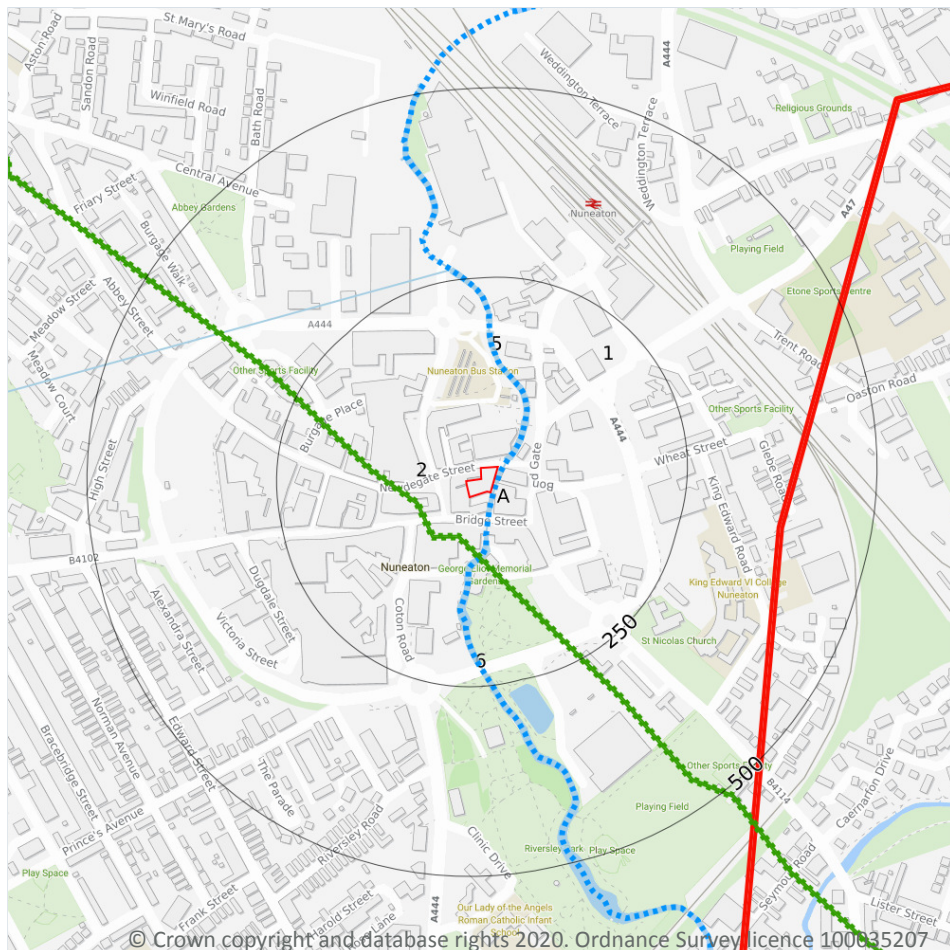 St Mary's Road
Aston Road
Sandon Road
Winfield Road
Bath Road
A444
Weddington Terrace
Weddington Terrace
Religious Grounds
Central Avenue
Friary Street
Abbey Gardens
Nuneaton
A47
Burgage Walk
Playing Field
Abbey Street
Meadow Street
Etone Sports Centre
A444
Trent Road
5
1
Meadow Court
Other Sports Facility
Nuneaton Bus Station
Oaston Road
Burgage Place
Other Sports Facility
A444
High Street
2
Newdegate Street
Bond Gate
Wheat Street
Glebe Road
A
King Edward Road
Bridge Street
B4102
Nuneaton
George Eliot Memorial
Gardens
King Edward VI College
Nuneaton
Dugdale Street
Alexandra Street
Victoria Street
Coton Road
250
St Nicolas Church
6
Norman Avenue
Edward Street
Bracebridge Street
The Parade
Other Sports Facility
500
B4114
Caernarfon Drive
Prince's Avenue
Riversley Road
Playing Field
Clinic Drive
Riversley Park
Play Space
Play Space
Seymour Road
Frank Street
Harold Street
A444
Our Lady of the Angels
Roman Catholic Infant
School
Lister Street
© Crown copyright and database rights 2020. Ordnance Survey licence 100035207